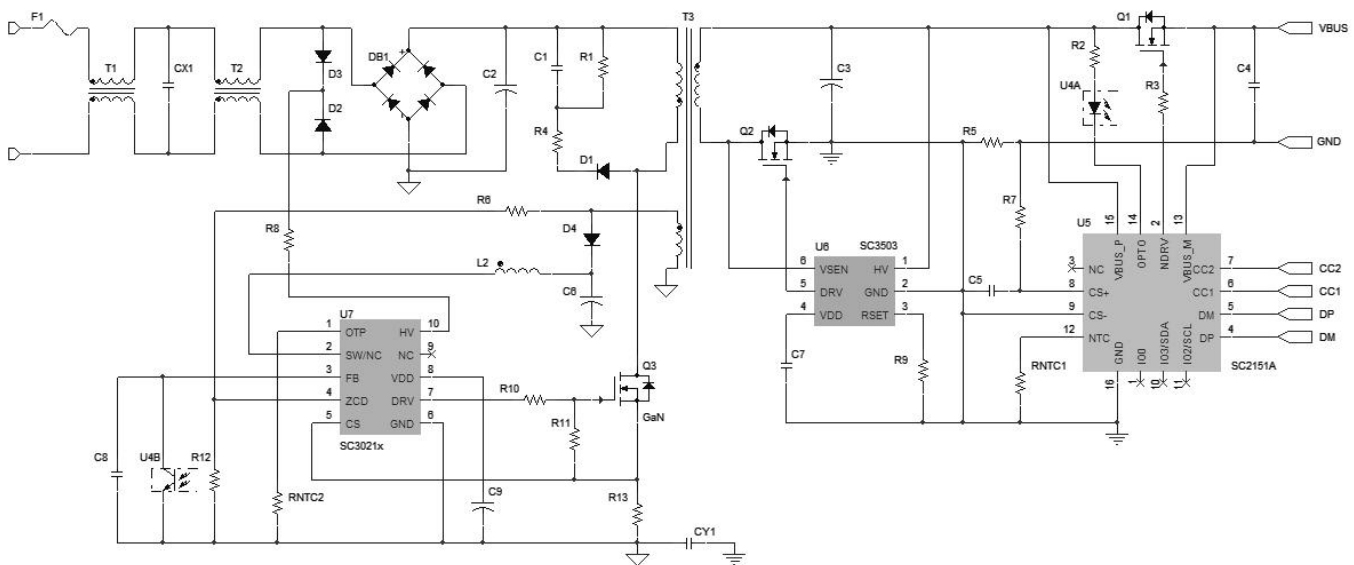 F1
T1
CX1
T2
D3
D2
DB1
C2
C1
R1
R4
D1
T3
C3
Q2
R2
U4A
Q1
R3
C4
VBUS
R5
GND
R7
R8
R6
D4
L2
C6
U6 SC3503
6 VSEN HV 1
5 DRV GND 2
4 VDD RSET 3
C7
R9
C5
U5
15 14 2 13
VBUS_P OPTO NDRV VBUS_M
3 NC
8 CS+
9 CS-
12 NTC
CC2 7 CC2
CC1 6 CC1
DM 5 DP
DP 4 DM
GND IO0 IO3/SDA IO2/SCL
16 1 10 11
SC2151A
RNTC1
U7
1 OTP HV 10
2 SW/NC NC 9
3 FB VDD 8
4 ZCD DRV 7
5 CS GND 6
SC3021x
R10
R11
Q3
GaN
C8
U4B
R12
RNTC2
C9
R13
CY1